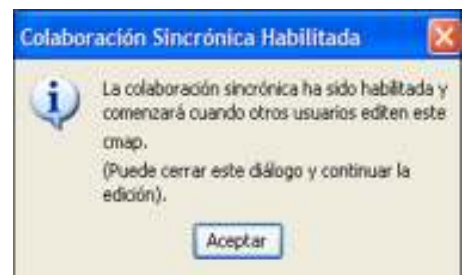 Colaboración Sincrónica Habilitada
La colaboración sincrónica ha sido habilitada y
comenzará cuando otros usuarios editen este
cmap.
(Puede cerrar este diálogo y continuar la
edición).
Aceptar